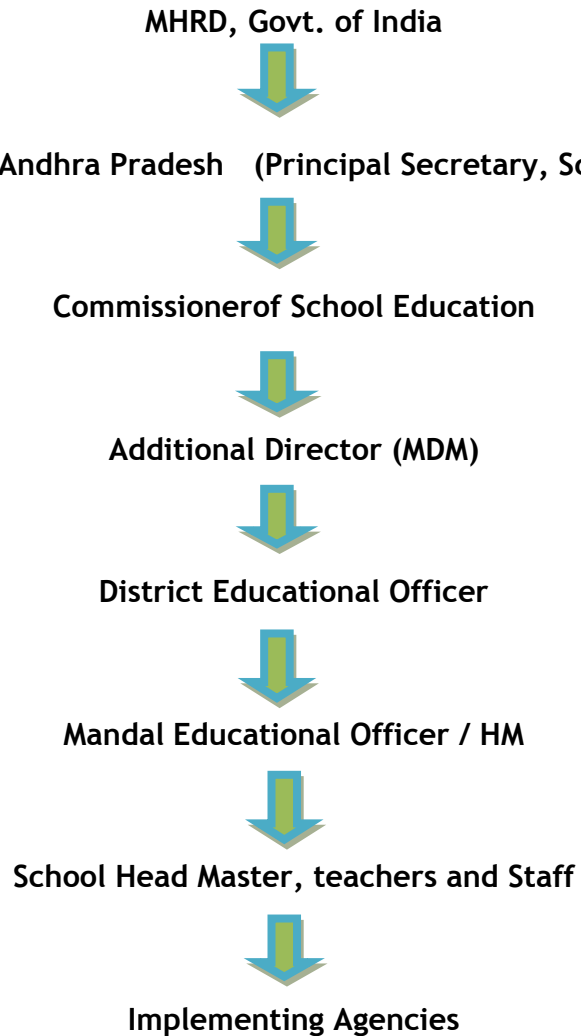 MHRD, Govt. of India
Andhra Pradesh (Principal Secretary,
Commissionerof School Education
Additional Director (MDM)
District Educational Officer
Mandal Educational Officer / HM
School Head Master, teachers and Staff
Implementing Agencies